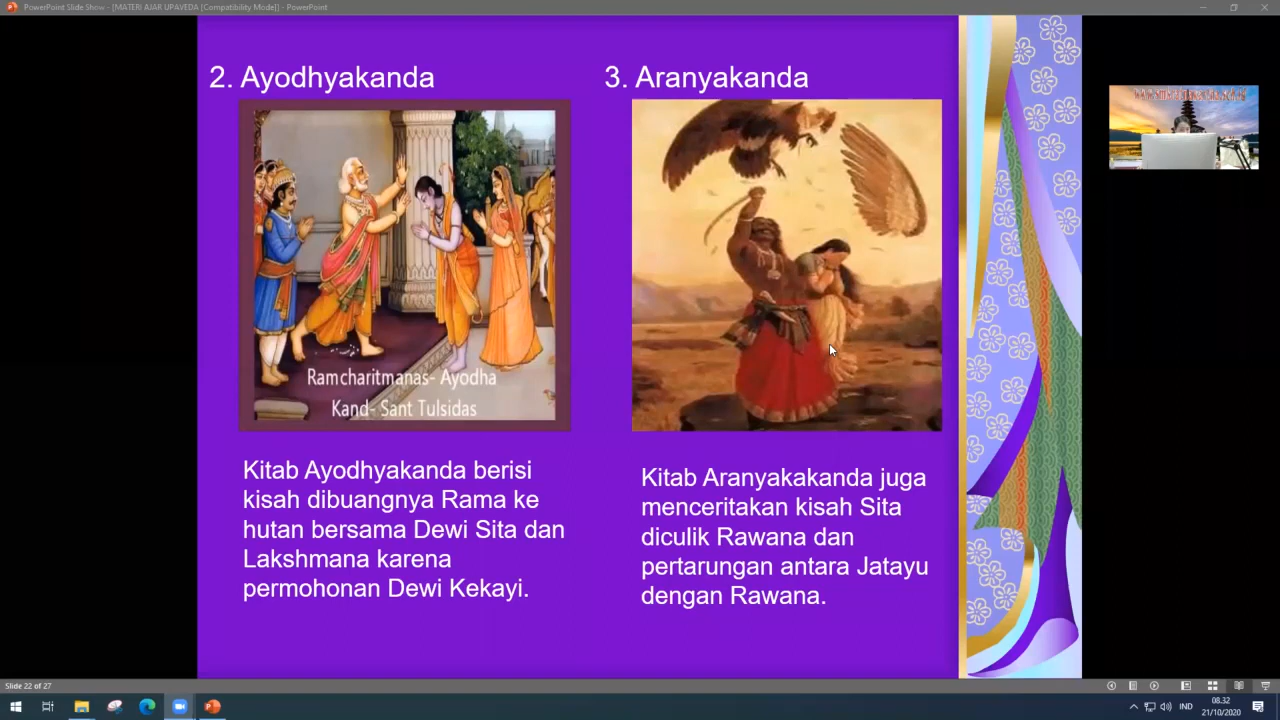 PowerPoint Slide Show - [MATERI AJAR UPAVEDA [Compatibility Mode]] - PowerPoint
2. Ayodhyakanda
3. Aranyakanda
Ramcharitmanas- Ayodha
Kand- Sant Tulsidas
Kitab Ayodhyakanda berisi
kisah dibuangnya Rama ke
hutan bersama Dewi Sita dan
Lakshmana karena
permohonan Dewi Kekayi.
Kitab Aranyakakanda juga
menceritakan kisah Sita
diculik Rawana dan
pertarungan antara Jatayu
dengan Rawana.
Slide 22 of 27
IND
08.32
21/10/2020